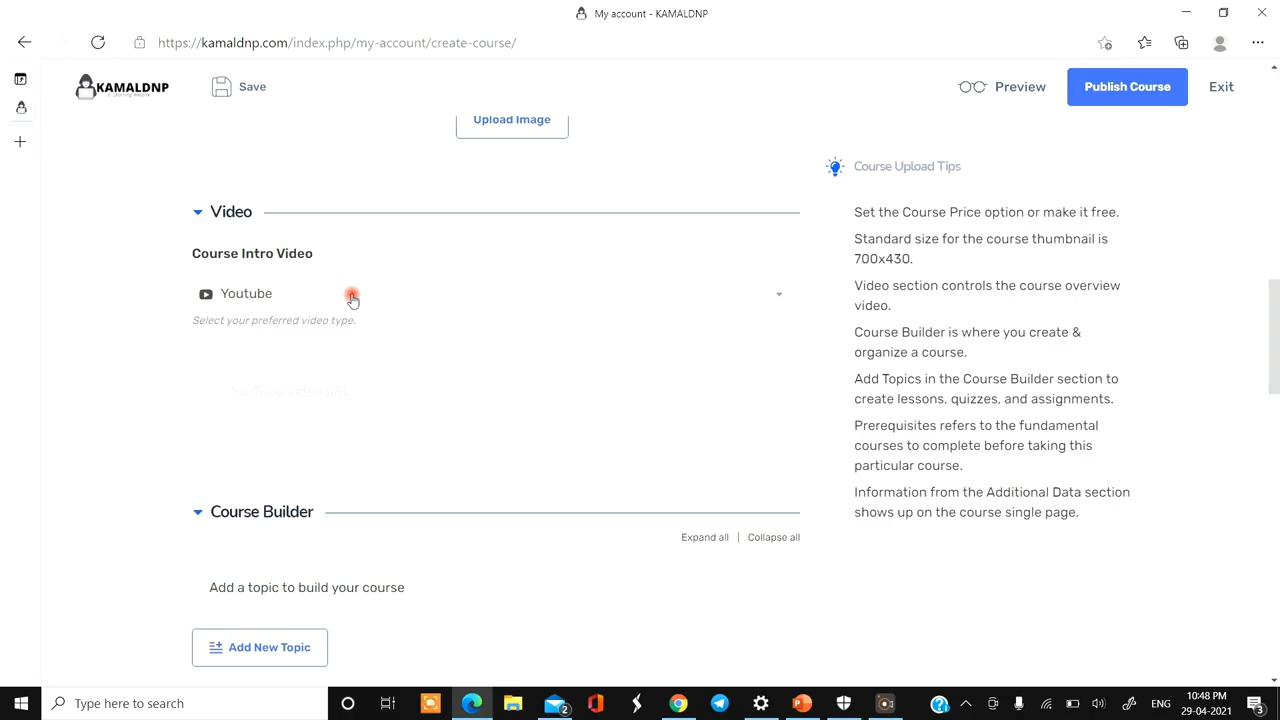 My account - KAMALDNP
https://kamaldnp.com/index.php/my-account/create-course/
KAMALDNP
Save
Preview
Publish Course
Exit
Upload Image
Course Upload Tips
Set the Course Price option or make it free.
Standard size for the course thumbnail is
700x430.
Video section controls the course overview
video.
Course Builder is where you create &
organize a course.
Add Topics in the Course Builder section to
create lessons, quizzes, and assignments.
Prerequisites refers to the fundamental
courses to complete before taking this
particular course.
Information from the Additional Data section
shows up on the course single page.
Video
Course Intro Video
Youtube
Select your preferred video type.
YouTube Video URL
Course Builder
Expand all | Collapse all
Add a topic to build your course
Add New Topic
Type here to search
2
ENG
10:48 PM
29-04-2021
3